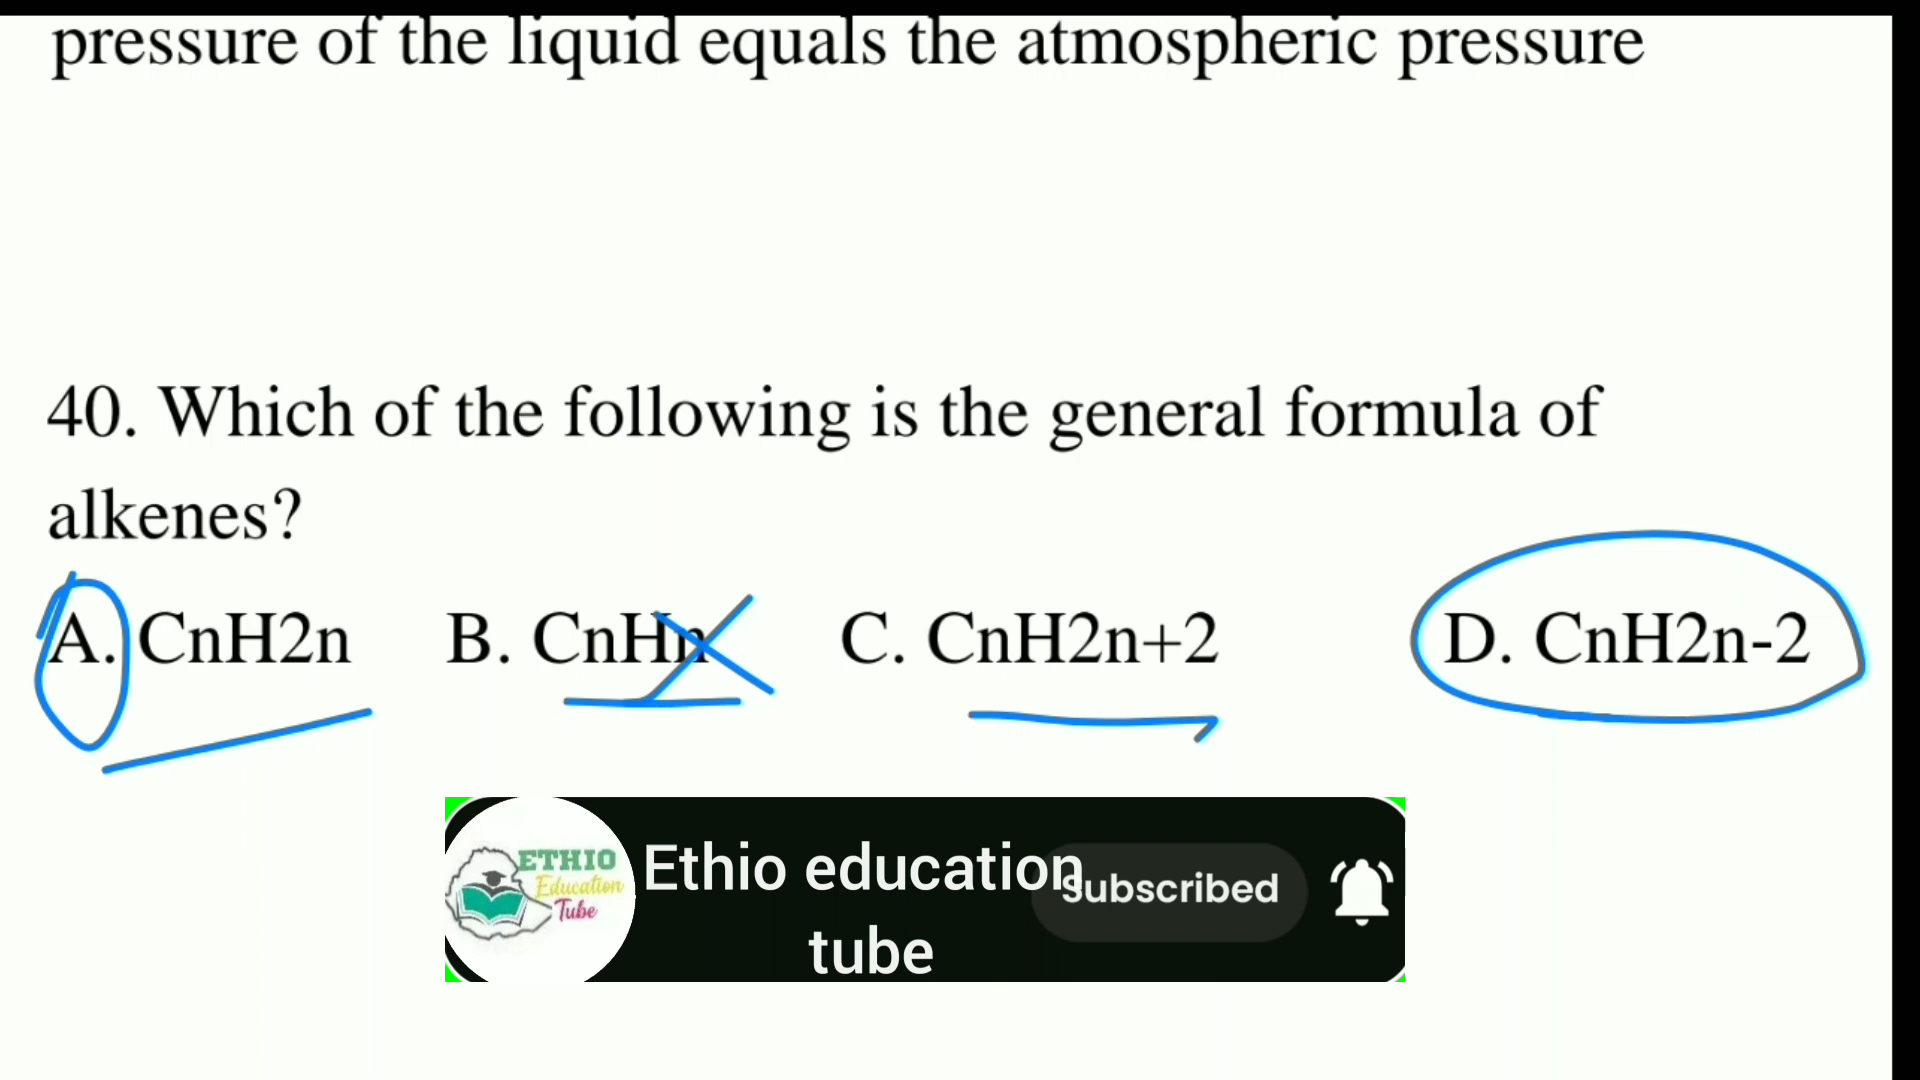 pressure of the liquid equals the atmospheric pressure
40. Which of the following is the general formula of
alkenes?
A. CnH2n B. CnHn C. CnH2n+2 D. CnH2n-2
ETHIO
Education
Tube
Ethio education
tube
Subscribed